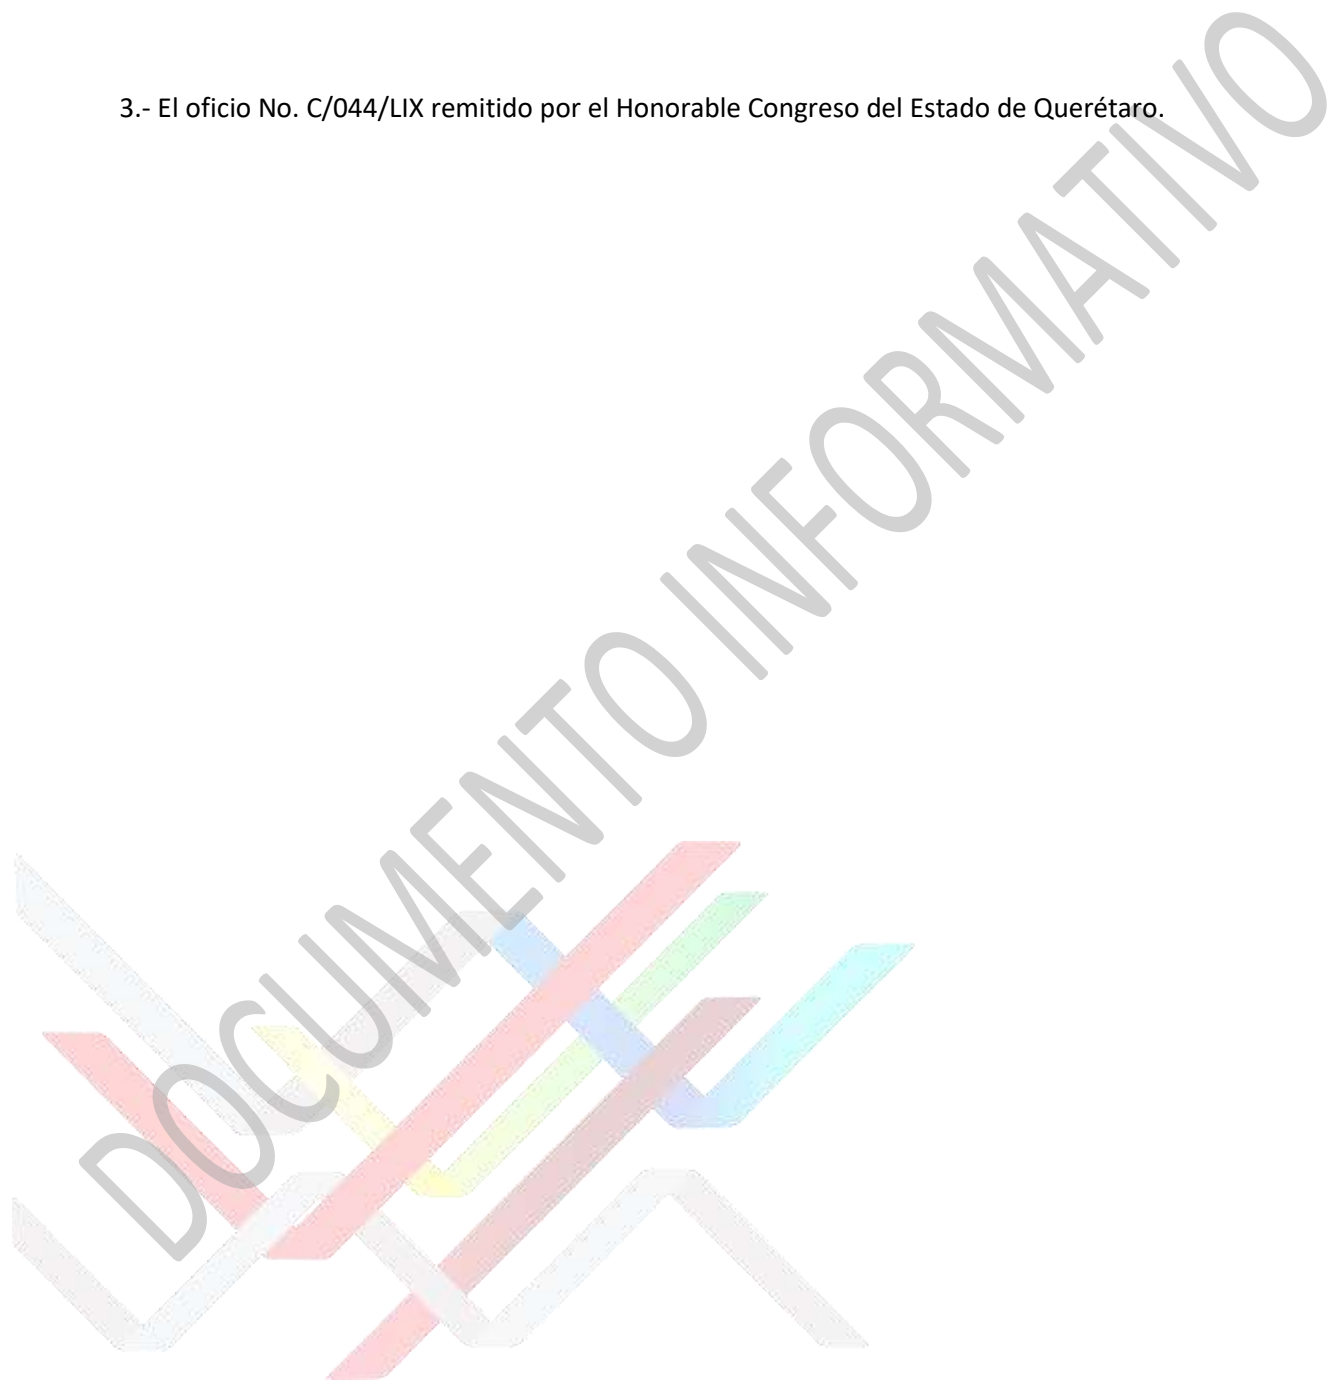 3.- El oficio No. C/044/LIX remitido por el Honorable Congreso del Estado de Querétaro.
DOCUMENTO INFORMATIVO